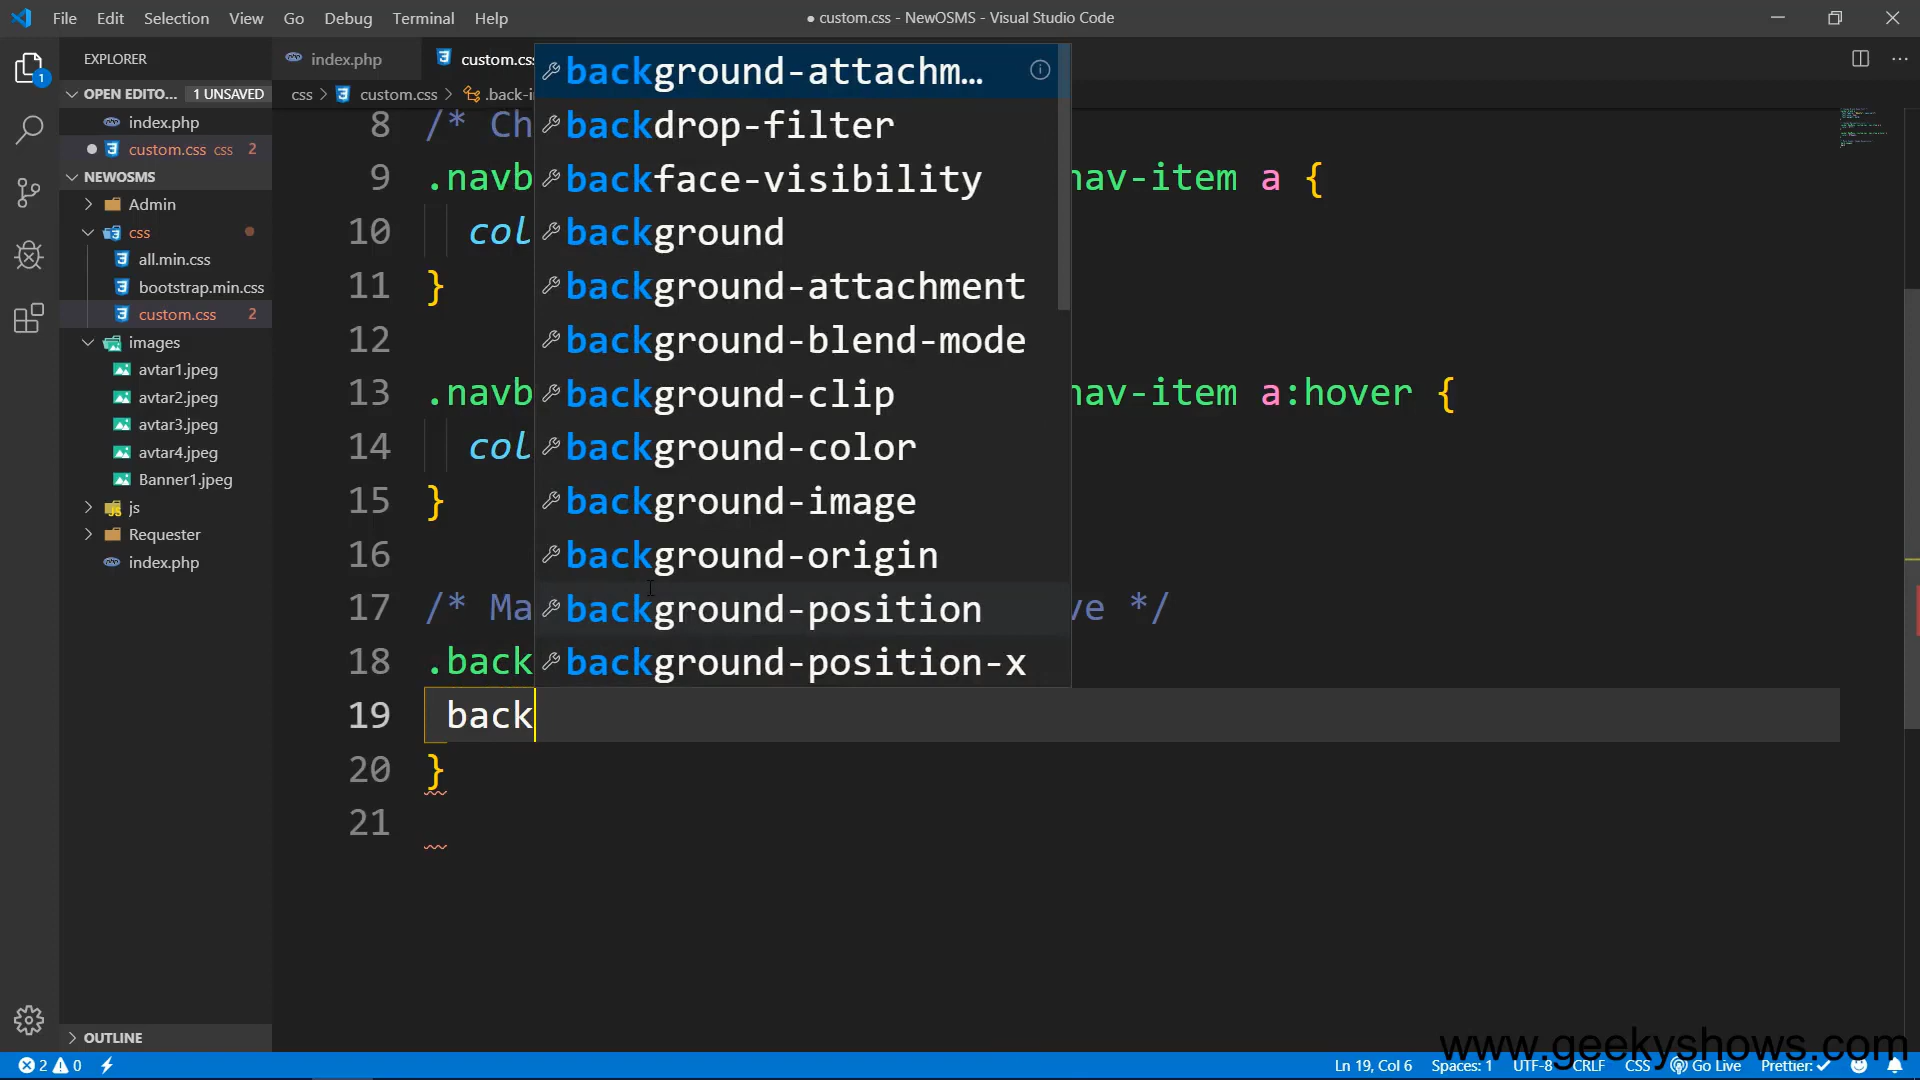 File Edit Selection View Go Debug Terminal Help
● custom.css - NewOSMS - Visual Studio Code
EXPLORER
OPEN EDITO... 1 UNSAVED
index.php
custom.css css 2
NEWOSMS
Admin
css
all.min.css
bootstrap.min.css
custom.css 2
images
avtar1.jpeg
avtar2.jpeg
avtar3.jpeg
avtar4.jpeg
Banner1.jpeg
js
Requester
index.php
OUTLINE
index.php custom.css
css > custom.css > .back-i
8 /* Ch
9 .navb nav-item a {
10 col
11 }
12
13 .navb nav-item a:hover {
14 col
15 }
16
17 /* Ma ve */
18 .back
19 back
20 }
21
background-attachm...
backdrop-filter
backface-visibility
background
background-attachment
background-blend-mode
background-clip
background-color
background-image
background-origin
background-position
background-position-x
www.geekyshows.com
2 0
Ln 19, Col 6 Spaces: 1 UTF-8 CRLF CSS Go Live Prettier: ✓
1